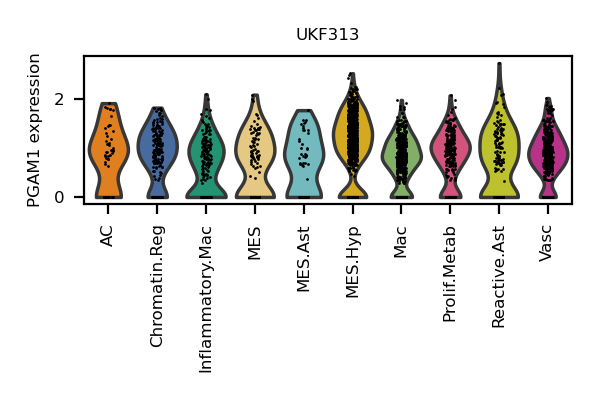 UKF313
PGAM1 expression
2
0
AC
Chromatin.Reg
Inflammatory.Mac
MES
MES.Ast
MES.Hyp
Mac
Prolif.Metab
Reactive.Ast
Vasc